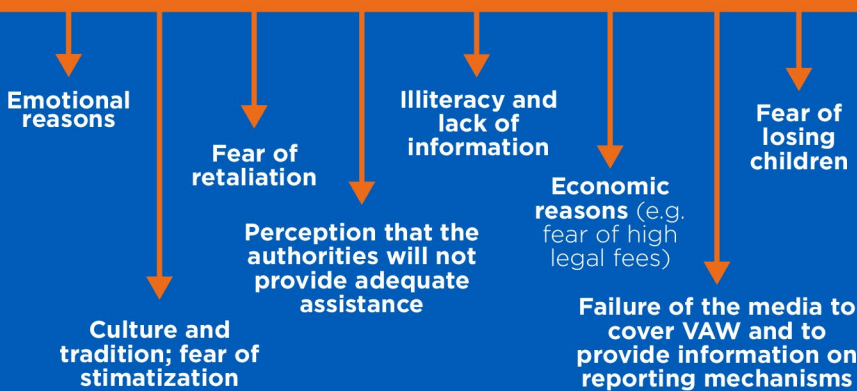 Emotional
reasons
Culture and
tradition; fear of
stimatization
Fear of
retaliation
Perception that the
authorities will not
provide adequate
assistance
Illiteracy and
lack of
information
Economic
reasons (e.g.
fear of high
legal fees)
Failure of the media to
cover VAW and to
provide information on
reporting mechanisms
Fear of
losing
children